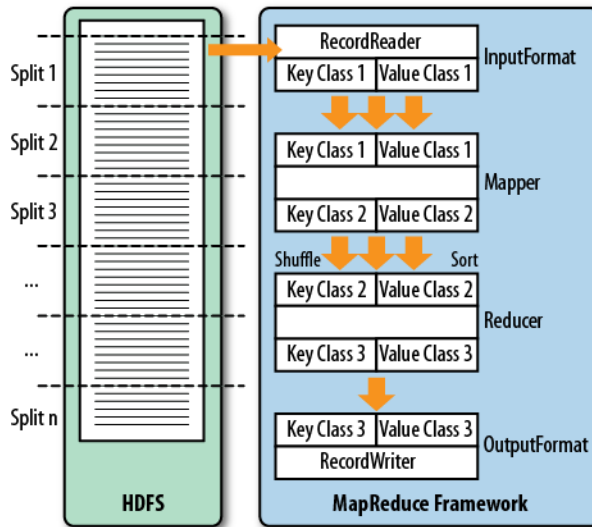 Split 1
Split 2
Split 3
...
...
Split n
HDFS
RecordReader
Key Class 1 Value Class 1
InputFormat
Key Class 1 Value Class 1
Mapper
Key Class 2 Value Class 2
Shuffle Sort
Key Class 2 Value Class 2
Reducer
Key Class 3 Value Class 3
Key Class 3 Value Class 3
OutputFormat
RecordWriter
MapReduce Framework